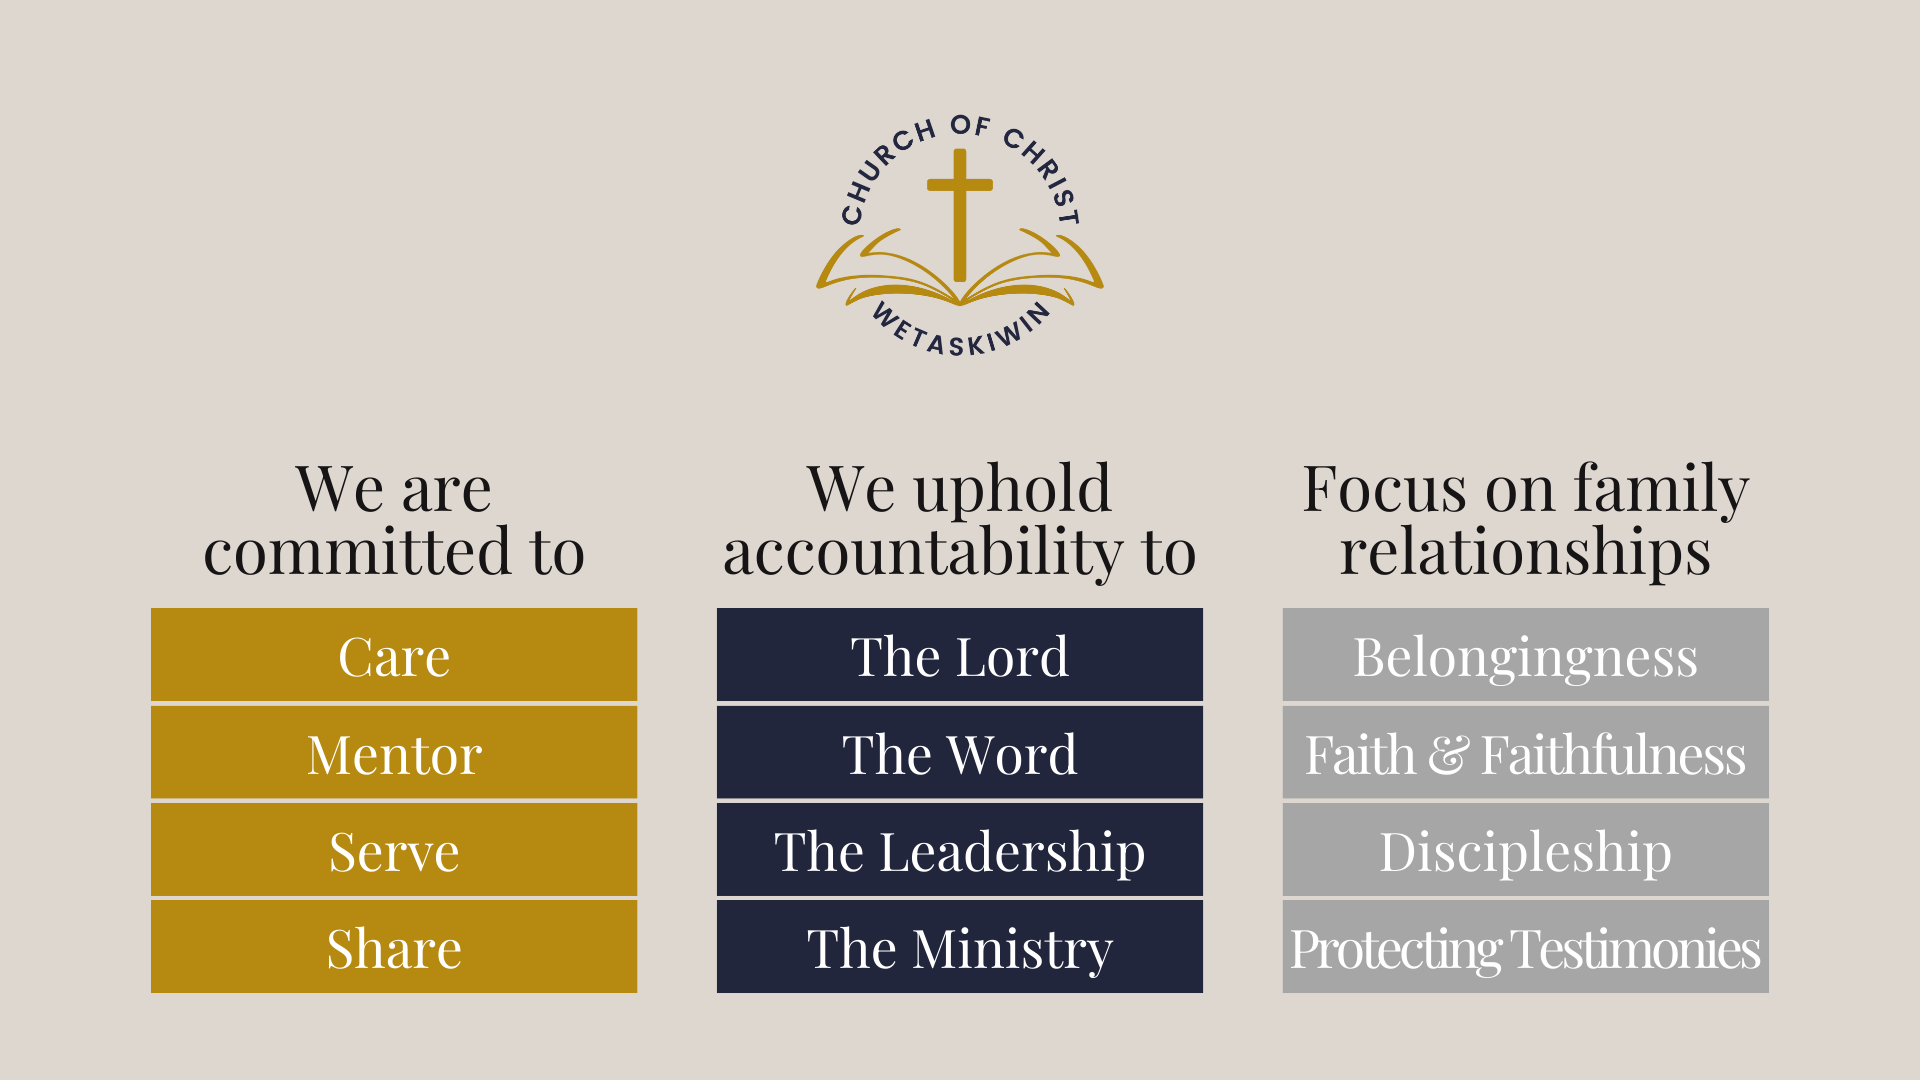 CHURCH OF CHRIST
WETASKIWIN
We are
committed to
Care
Mentor
Serve
Share
We uphold
accountability to
The Lord
The Word
The Leadership
The Ministry
Focus on family
relationships
Belongingness
Faith & Faithfulness
Discipleship
Protecting Testimonies